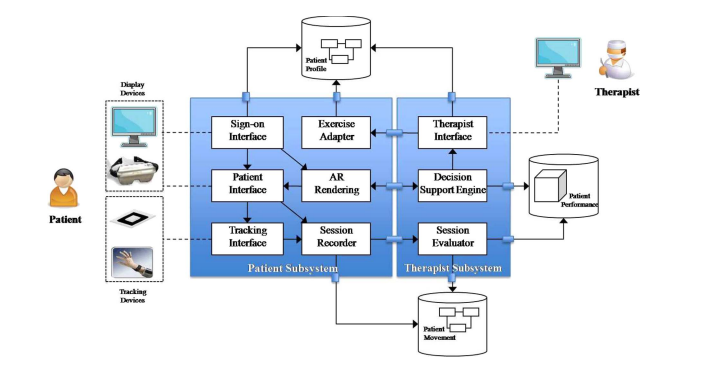 Patient
Profile
Therapist
Display
Devices
Sign-on
Interface
Exercise
Adapter
Therapist
Interface
Patient
Interface
AR
Rendering
Decision
Support Engine
Patient
Performance
Patient
Tracking
Interface
Session
Recorder
Session
Evaluator
Patient Subsystem
Therapist Subsystem
Tracking
Devices
Patient
Movement